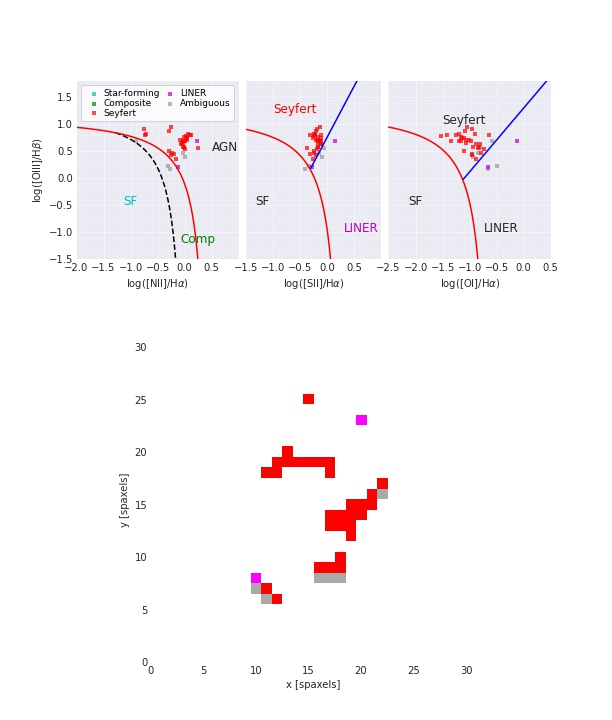 Star-forming
Composite
Seyfert
LINER
Ambiguous
1.5
1.0
0.5
0.0
−0.5
−1.0
−1.5
log([OIII]/Hβ)
AGN
SF
Comp
−2.0 −1.5 −1.0 −0.5 0.0 0.5
log([NII]/Hα)
Seyfert
SF
LINER
−1.0 −0.5 0.0 0.5
log([SII]/Hα)
Seyfert
SF
LINER
−2.5 −2.0 −1.5 −1.0 −0.5 0.0 0.5
log([OI]/Hα)
30
25
20
15
10
5
0
y [spaxels]
0 5 10 15 20 25 30
x [spaxels]